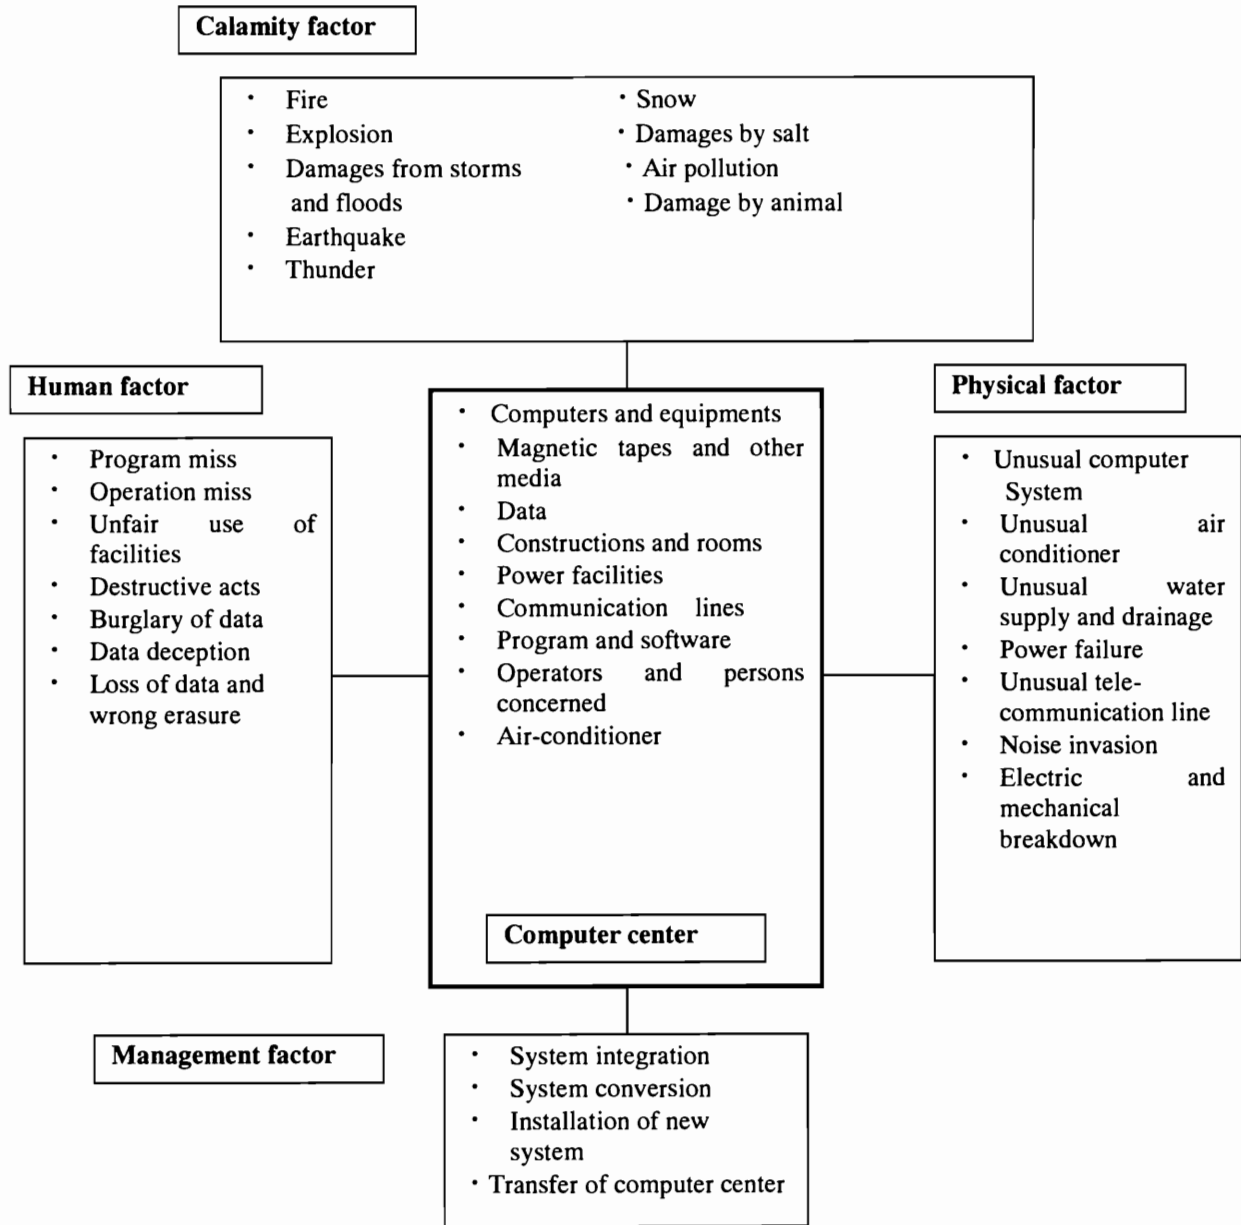 Calamity factor
· Fire
· Explosion
· Damages from storms
and floods
· Earthquake
· Thunder
· Snow
· Damages by salt
· Air pollution
· Damage by animal
Human factor
· Program miss
· Operation miss
· Unfair use of
facilities
· Destructive acts
· Burglary of data
· Data deception
· Loss of data and
wrong erasure
· Computers and equipments
· Magnetic tapes and other
media
· Data
· Constructions and rooms
· Power facilities
· Communication lines
· Program and software
· Operators and persons
concerned
· Air-conditioner
Computer center
Physical factor
· Unusual computer
System
· Unusual air
conditioner
· Unusual water
supply and drainage
· Power failure
· Unusual tele-
communication line
· Noise invasion
· Electric and
mechanical
breakdown
Management factor
· System integration
· System conversion
· Installation of new
system
· Transfer of computer center